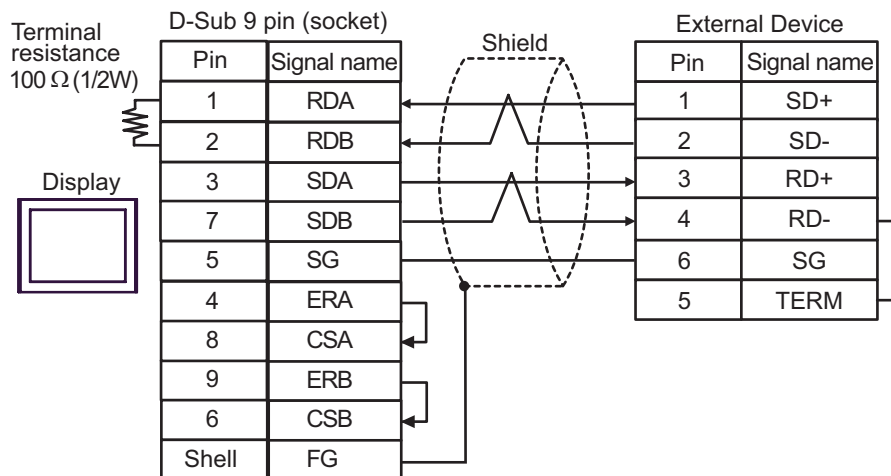 D-Sub 9 pin (socket)
Terminal
resistance
100 Ω (1/2W)
Display
Pin Signal name
1 RDA
2 RDB
3 SDA
7 SDB
5 SG
4 ERA
8 CSA
9 ERB
6 CSB
Shell FG
Shield
External Device
Pin Signal name
1 SD+
2 SD-
3 RD+
4 RD-
6 SG
5 TERM